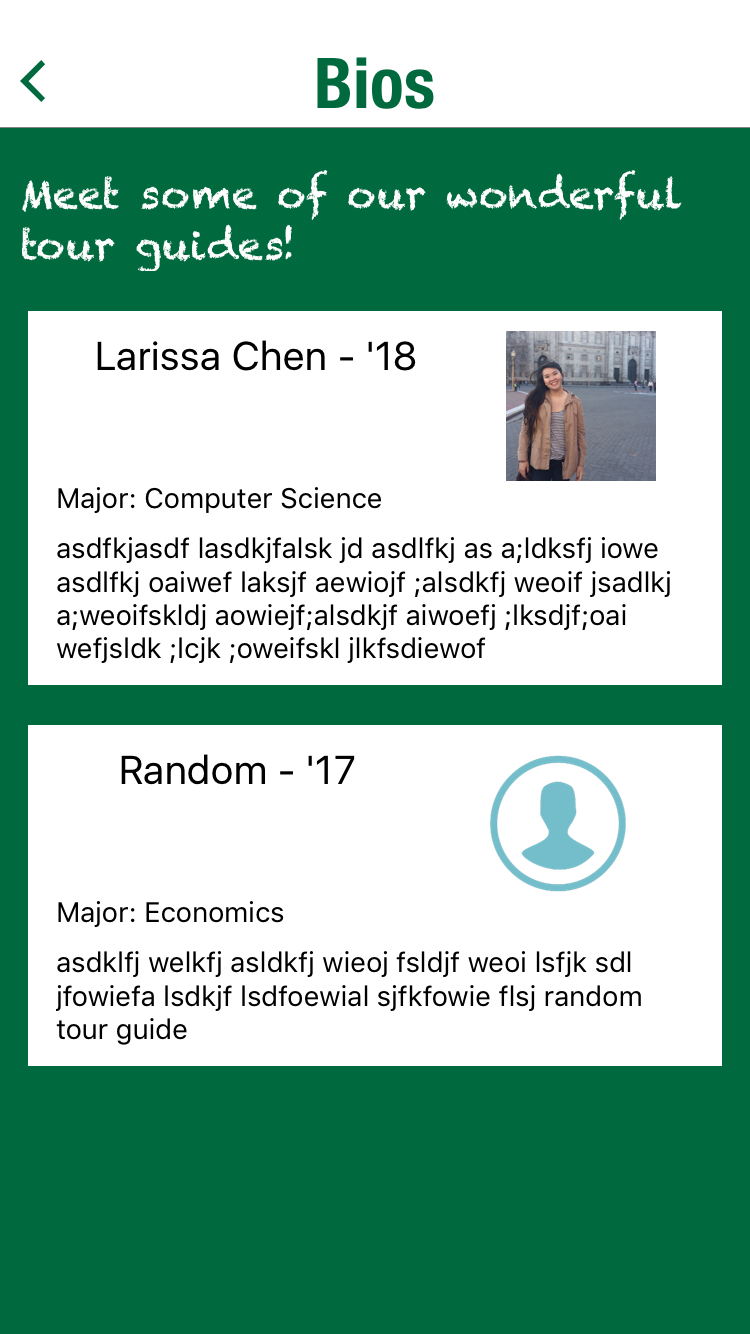 Bios
Meet some of our wonderful
tour guides!
Larissa Chen - '18
Major: Computer Science
asdfkjasdf lasdkjfalsk jd asdlfkj as a;ldksfj iowe
asdlfkj oaiwef laksjf aewiojf ;alsdkfj weoif jsadlkj
a;weoifskldj aowiejf;alsdkjf aiwoefj ;lksdjf;oai
wefjsldk ;lcjk ;oweifskl jlkfsdiewof
Random - '17
Major: Economics
asdklfj welkfj asldkfj wieoj fsldjf weoi lsfjk sdl
jfowiefa lsdkjf lsdfoewial sjfkfowie flsj random
tour guide